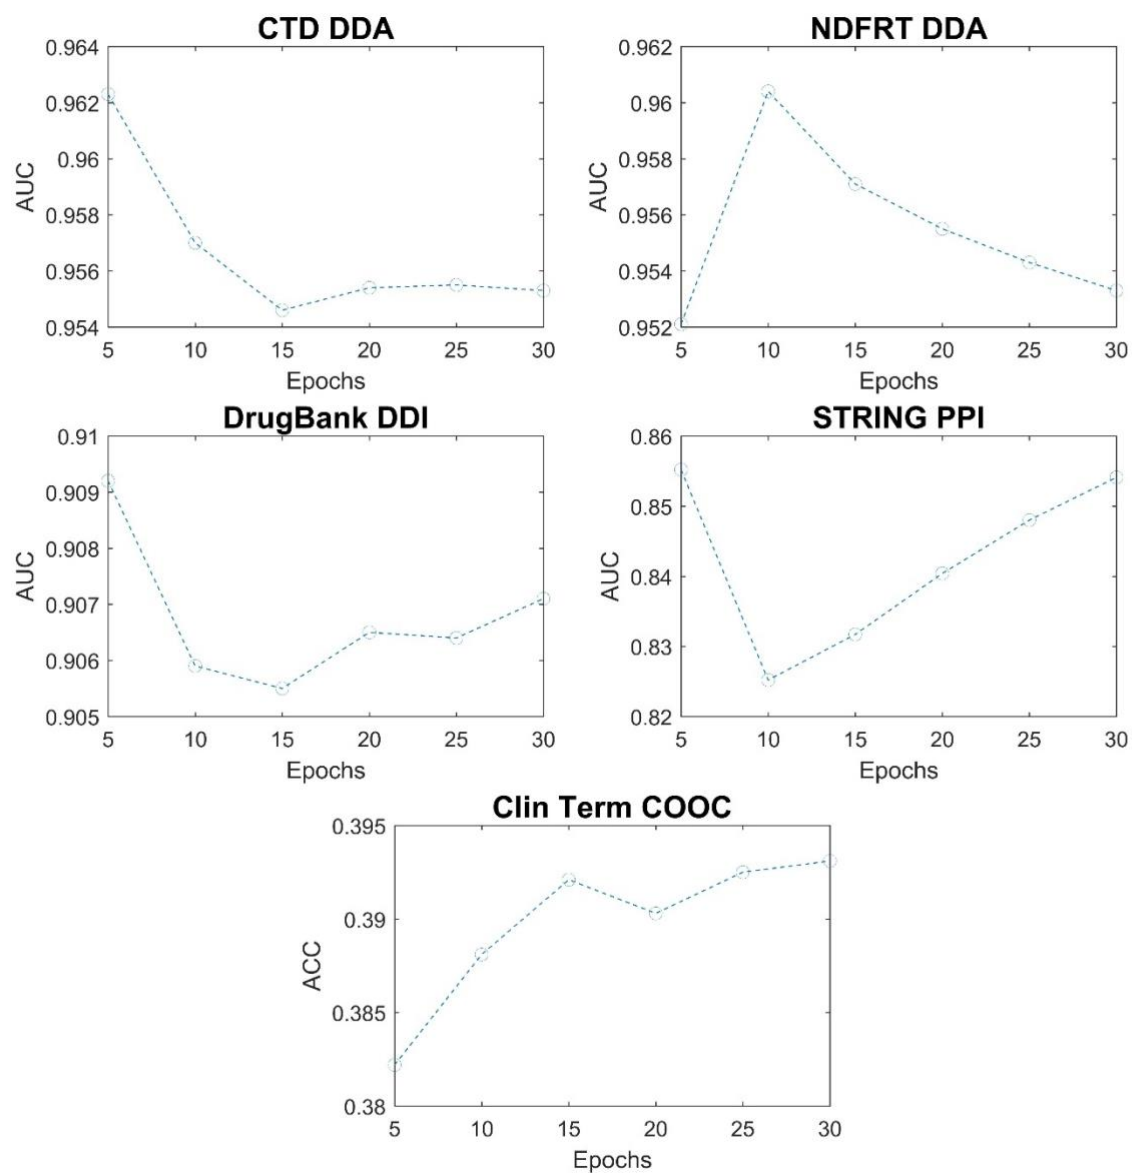 CTD DDA
0.964
0.962
0.96
0.958
0.956
0.954
AUC
5 10 15 20 25 30
Epochs
NDFRT DDA
0.962
0.96
0.958
0.956
0.954
0.952
AUC
5 10 15 20 25 30
Epochs
DrugBank DDI
0.91
0.909
0.908
0.907
0.906
0.905
AUC
5 10 15 20 25 30
Epochs
STRING PPI
0.86
0.85
0.84
0.83
0.82
AUC
5 10 15 20 25 30
Epochs
Clin Term COOC
0.395
0.39
0.385
0.38
ACC
5 10 15 20 25 30
Epochs